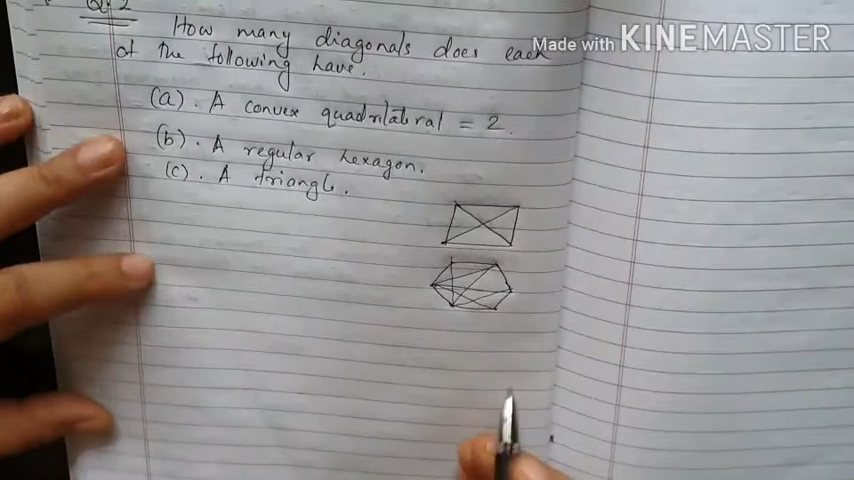 Q. 2
How many diagonals does each
of the following have.
Made with KINEMASTER
(a). A convex quadrilateral = 2.
(b). A regular hexagon.
(c). A triangle.